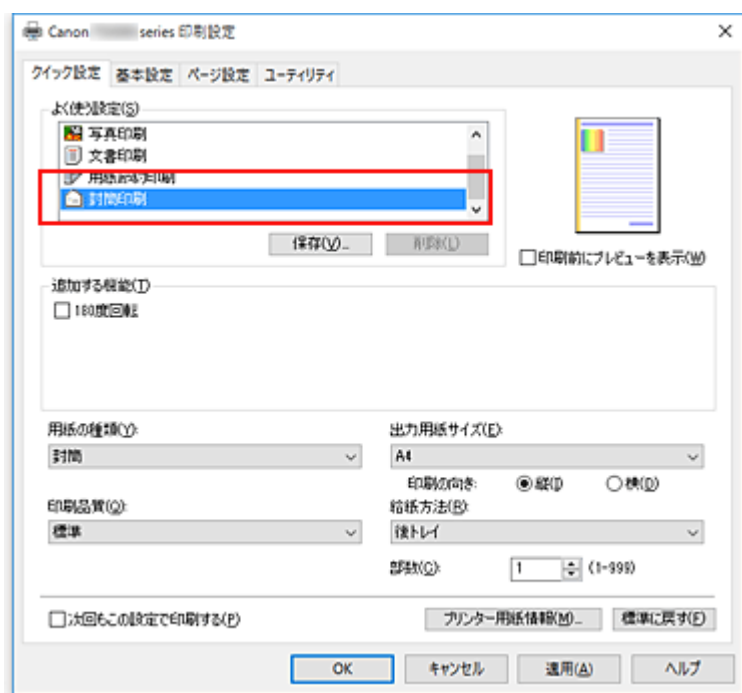 Canon series 印刷設定
クイック設定 基本設定 ページ設定 ユーティリティ
よく使う設定(S)
写真印刷
文書印刷
用紙節約印刷
封筒印刷
保存(V)...
削除(L)
印刷前にプレビューを表示(W)
追加する機能(T)
180度回転
用紙の種類(Y):
封筒
出力用紙サイズ(E):
A4
印刷の向き: 縦(I) 横(D)
印刷品質(Q):
標準
給紙方法(R):
後トレイ
部数(C): 1 (1-999)
次回もこの設定で印刷する(P)
プリンター用紙情報(M)... 標準に戻す(F)
OK キャンセル 適用(A) ヘルプ